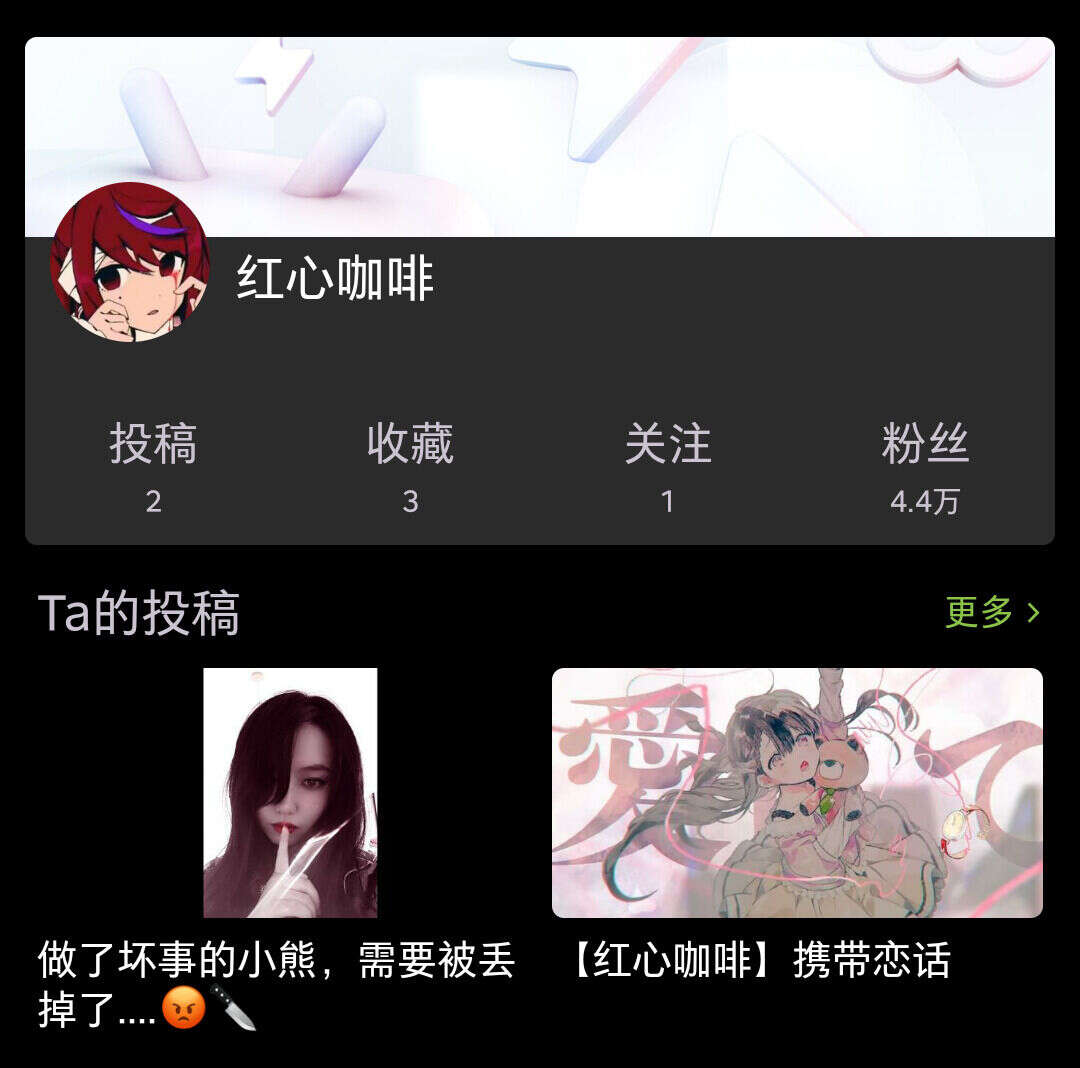 红心咖啡
投稿 收藏 关注 粉丝
2 3 1 4.4万
Ta的投稿 更多 >
爱
做了坏事的小熊，需要被丢
掉了....😡🔪
【红心咖啡】携带恋话